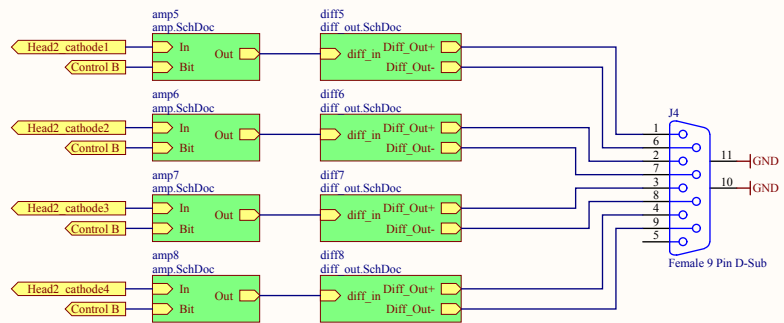 amp5
amp.SchDoc
diff5
diff_out.SchDoc
Head2_cathode1
In
Out
diff_in
Diff_Out+
Control B
Bit
Diff_Out-
amp6
amp.SchDoc
diff6
diff_out.SchDoc
Head2_cathode2
In
Out
diff_in
Diff_Out+
Control B
Bit
Diff_Out-
amp7
amp.SchDoc
diff7
diff_out.SchDoc
Head2_cathode3
In
Out
diff_in
Diff_Out+
Control B
Bit
Diff_Out-
amp8
amp.SchDoc
diff8
diff_out.SchDoc
Head2_cathode4
In
Out
diff_in
Diff_Out+
Control B
Bit
Diff_Out-
J4
1
6
2
7
3
8
4
9
5
11
GND
10
GND
Female 9 Pin D-Sub